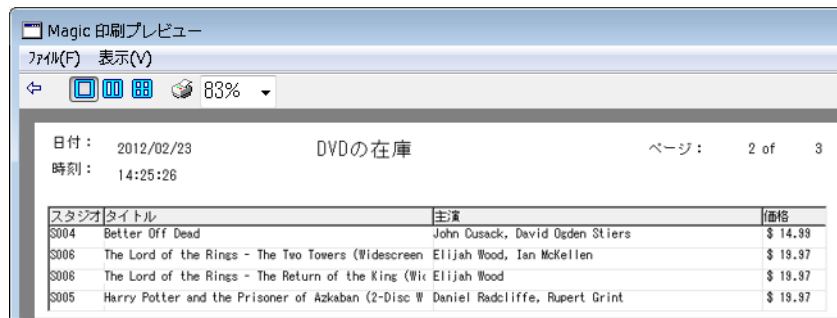 Magic 印刷プレビュー
ﾌｧｲﾙ(F) 表示(V)
83%
日付： 2012/02/23 DVDの在庫 ページ： 2 of 3
時刻： 14:25:26
スタジオ タイトル 主演 価格
S004 Better Off Dead John Cusack, David Ogden Stiers $ 14.99
S006 The Lord of the Rings - The Two Towers (Widescreen Elijah Wood, Ian McKellen $ 19.97
S006 The Lord of the Rings - The Return of the King (Wi Elijah Wood $ 19.97
S005 Harry Potter and the Prisoner of Azkaban (2-Disc W Daniel Radcliffe, Rupert Grint $ 19.97